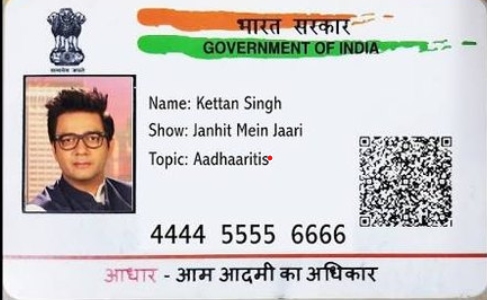 भारत सरकार
GOVERNMENT OF INDIA
सत्यमेव जयते
Name: Kettan Singh
Show: Janhit Mein Jaari
Topic: Aadhaaritis
4444 5555 6666
आधार - आम आदमी का अधिकार